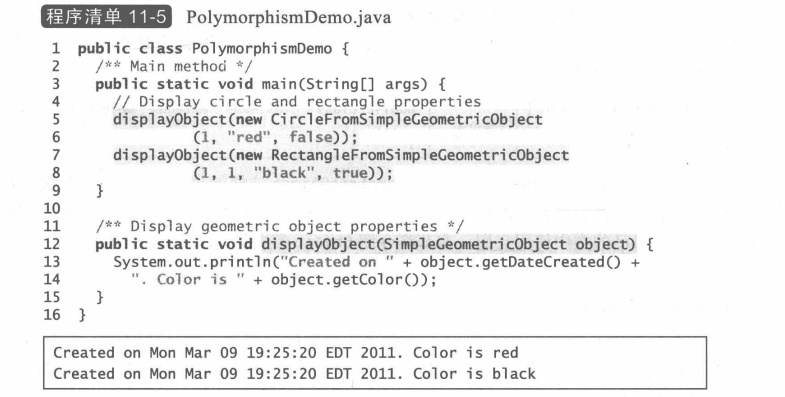 程序清单 11-5 PolymorphismDemo.java
1 public class PolymorphismDemo {
2 /** Main method */
3 public static void main(String[] args) {
4 // Display circle and rectangle properties
5 displayObject(new CircleFromSimpleGeometricObject
6 (1, "red", false));
7 displayObject(new RectangleFromSimpleGeometricObject
8 (1, 1, "black", true));
9 }
10
11 /** Display geometric object properties */
12 public static void displayObject(SimpleGeometricObject object) {
13 System.out.println("Created on " + object.getDateCreated() +
14 ". Color is " + object.getColor());
15 }
16 }
Created on Mon Mar 09 19:25:20 EDT 2011. Color is red
Created on Mon Mar 09 19:25:20 EDT 2011. Color is black